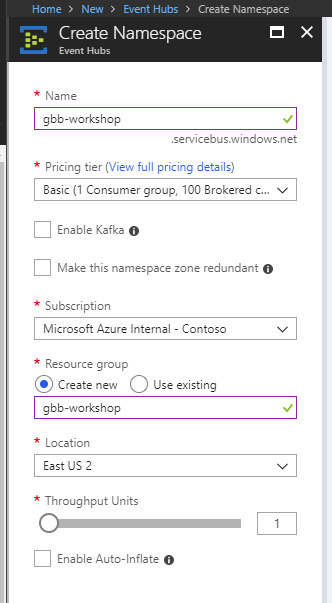 Home > New > Event Hubs > Create Namespace
Create Namespace
Event Hubs
* Name
gbb-workshop
.servicebus.windows.net
* Pricing tier (View full pricing details)
Basic (1 Consumer group, 100 Brokered c...
Enable Kafka
Make this namespace zone redundant
* Subscription
Microsoft Azure Internal - Contoso
* Resource group
Create new Use existing
gbb-workshop
* Location
East US 2
* Throughput Units
1
Enable Auto-Inflate